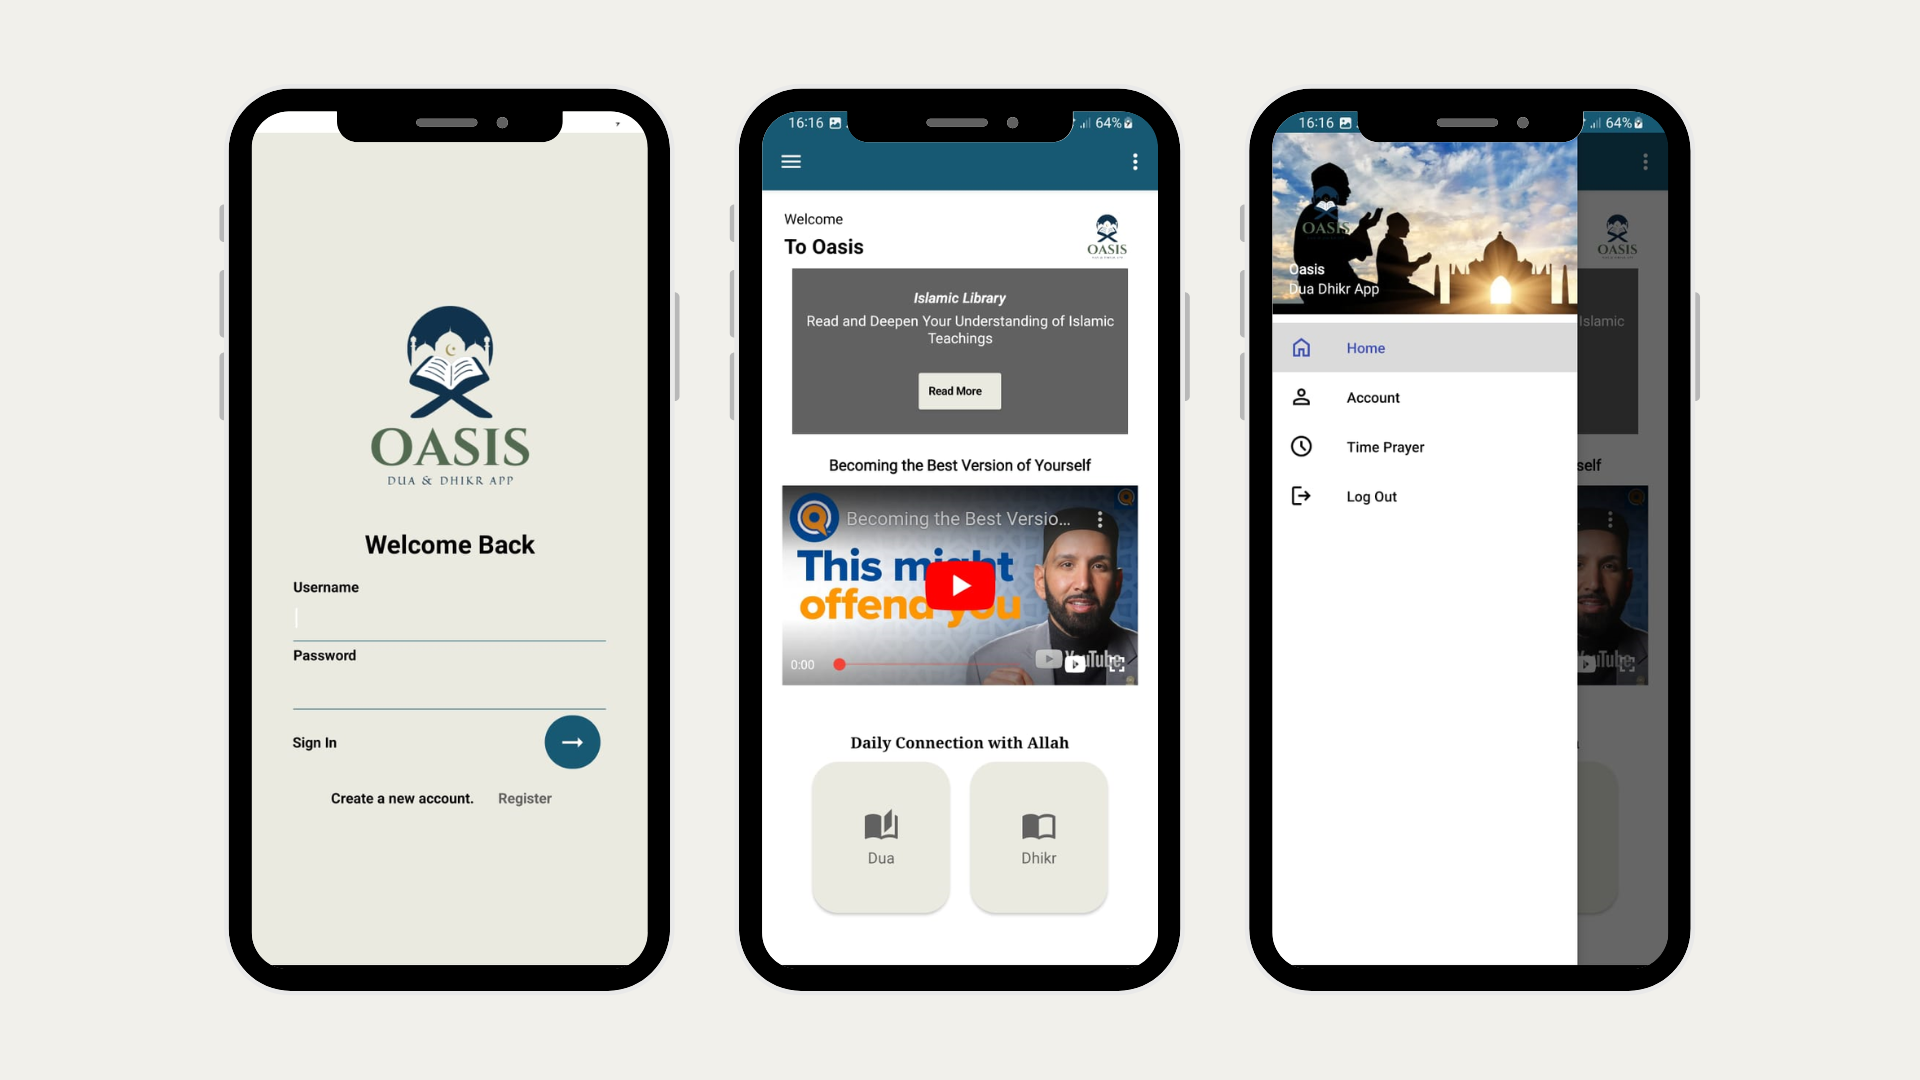 OASIS
DUA & DHIKR APP
Welcome Back
Username
Password
Sign In
Create a new account. Register
16:16
64%
Welcome
To Oasis
OASIS
Islamic Library
Read and Deepen Your Understanding of Islamic
Teachings
Read More
Becoming the Best Version of Yourself
Becoming the Best Versio...
This might
offend you
0:00
YouTube
Daily Connection with Allah
Dua
Dhikr
16:16
64%
OASIS
Oasis
Dua Dhikr App
OASIS
Islamic
Home
Account
Time Prayer
self
Log Out
uTube